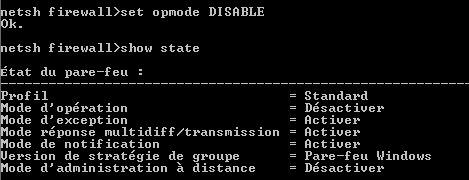 netsh firewall>set opmode DISABLE
Ok.
netsh firewall>show state
État du pare-feu :
-------------------------------------------------------------------
Profil = Standard
Mode d'opération = Désactiver
Mode d'exception = Activer
Mode réponse multidiff/transmission = Activer
Mode de notification = Activer
Version de stratégie de groupe = Pare-feu Windows
Mode d'administration à distance = Désactiver